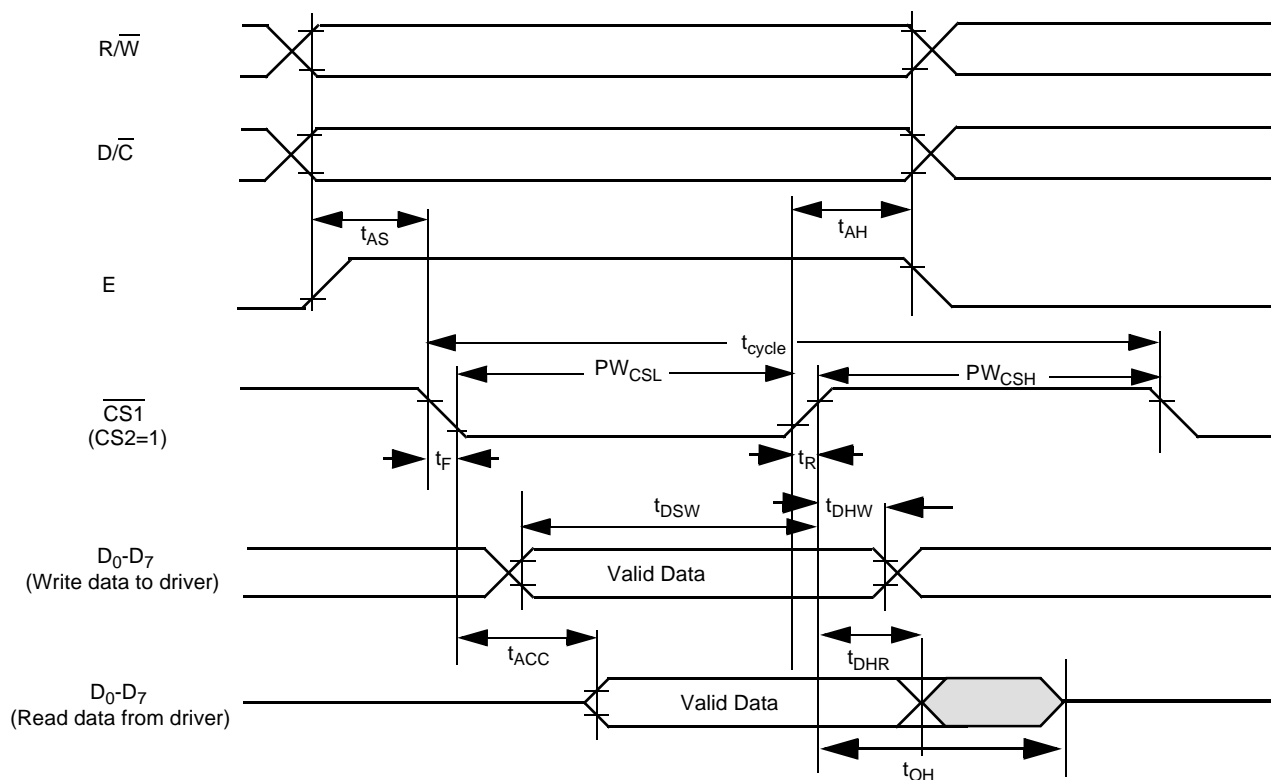 R/W̅
D/C̅
tAS
tAH
E
tcycle
PWCSL
PWCSH
C̅S̅1̅
(CS2=1)
tF
tR
tDSW
tDHW
D0-D7
(Write data to driver)
Valid Data
tACC
tDHR
D0-D7
(Read data from driver)
Valid Data
tOH